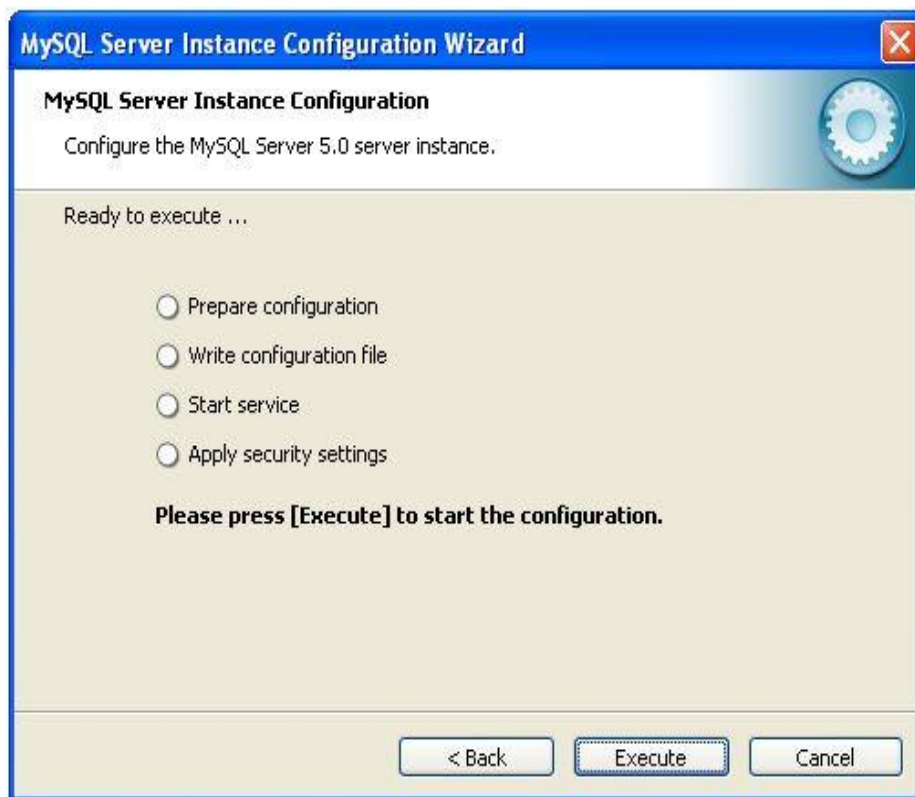 MySQL Server Instance Configuration Wizard
MySQL Server Instance Configuration
Configure the MySQL Server 5.0 server instance.
Ready to execute ...
Prepare configuration
Write configuration file
Start service
Apply security settings
Please press [Execute] to start the configuration.
< Back
Execute
Cancel